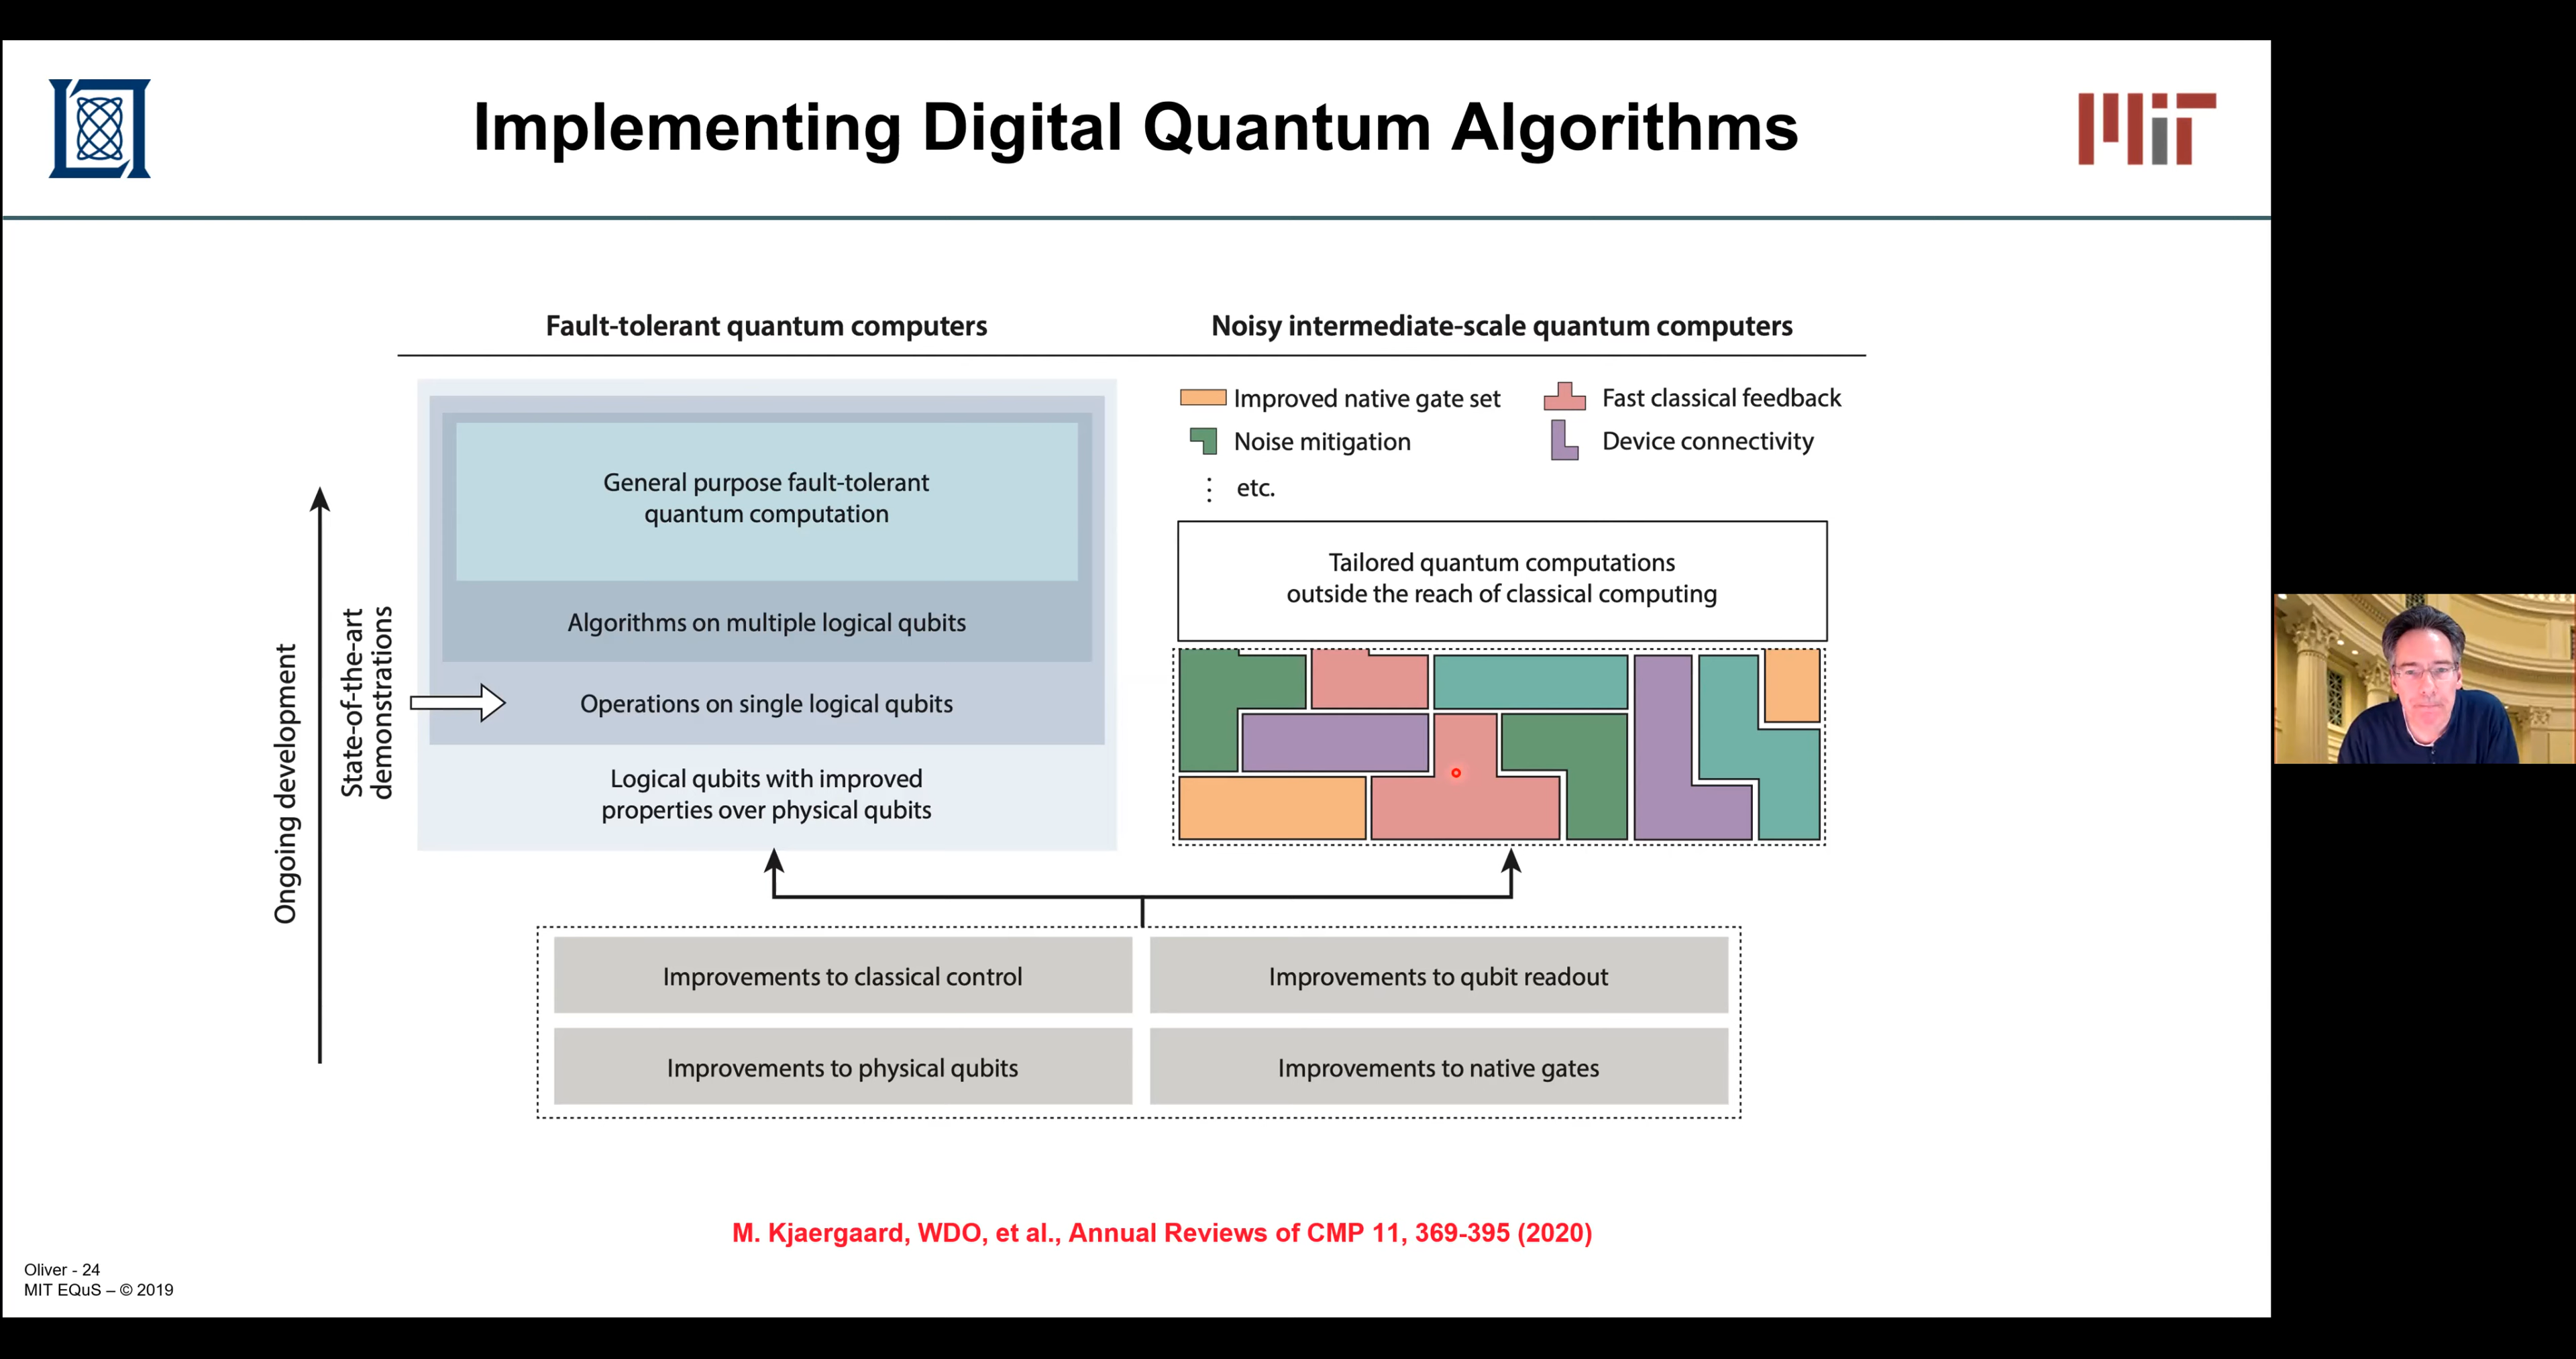 MiT
Implementing Digital Quantum Algorithms
Fault-tolerant quantum computers
Noisy intermediate-scale quantum computers
General purpose fault-tolerant
quantum computation
Algorithms on multiple logical qubits
Operations on single logical qubits
Logical qubits with improved
properties over physical qubits
Ongoing development
State-of-the-art
demonstrations
Improved native gate set
Fast classical feedback
Noise mitigation
Device connectivity
⋮ etc.
Tailored quantum computations
outside the reach of classical computing
Improvements to classical control
Improvements to qubit readout
Improvements to physical qubits
Improvements to native gates
M. Kjaergaard, WDO, et al., Annual Reviews of CMP 11, 369-395 (2020)
Oliver - 24
MIT EQuS – © 2019